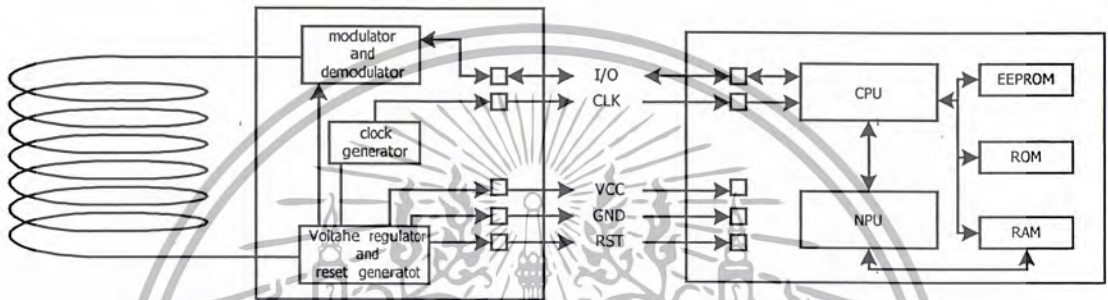 modulator
and
demodulator
clock
generator
Voltahe regulator
and
reset generatot
I/O
CLK
VCC
GND
RST
CPU
NPU
EEPROM
ROM
RAM